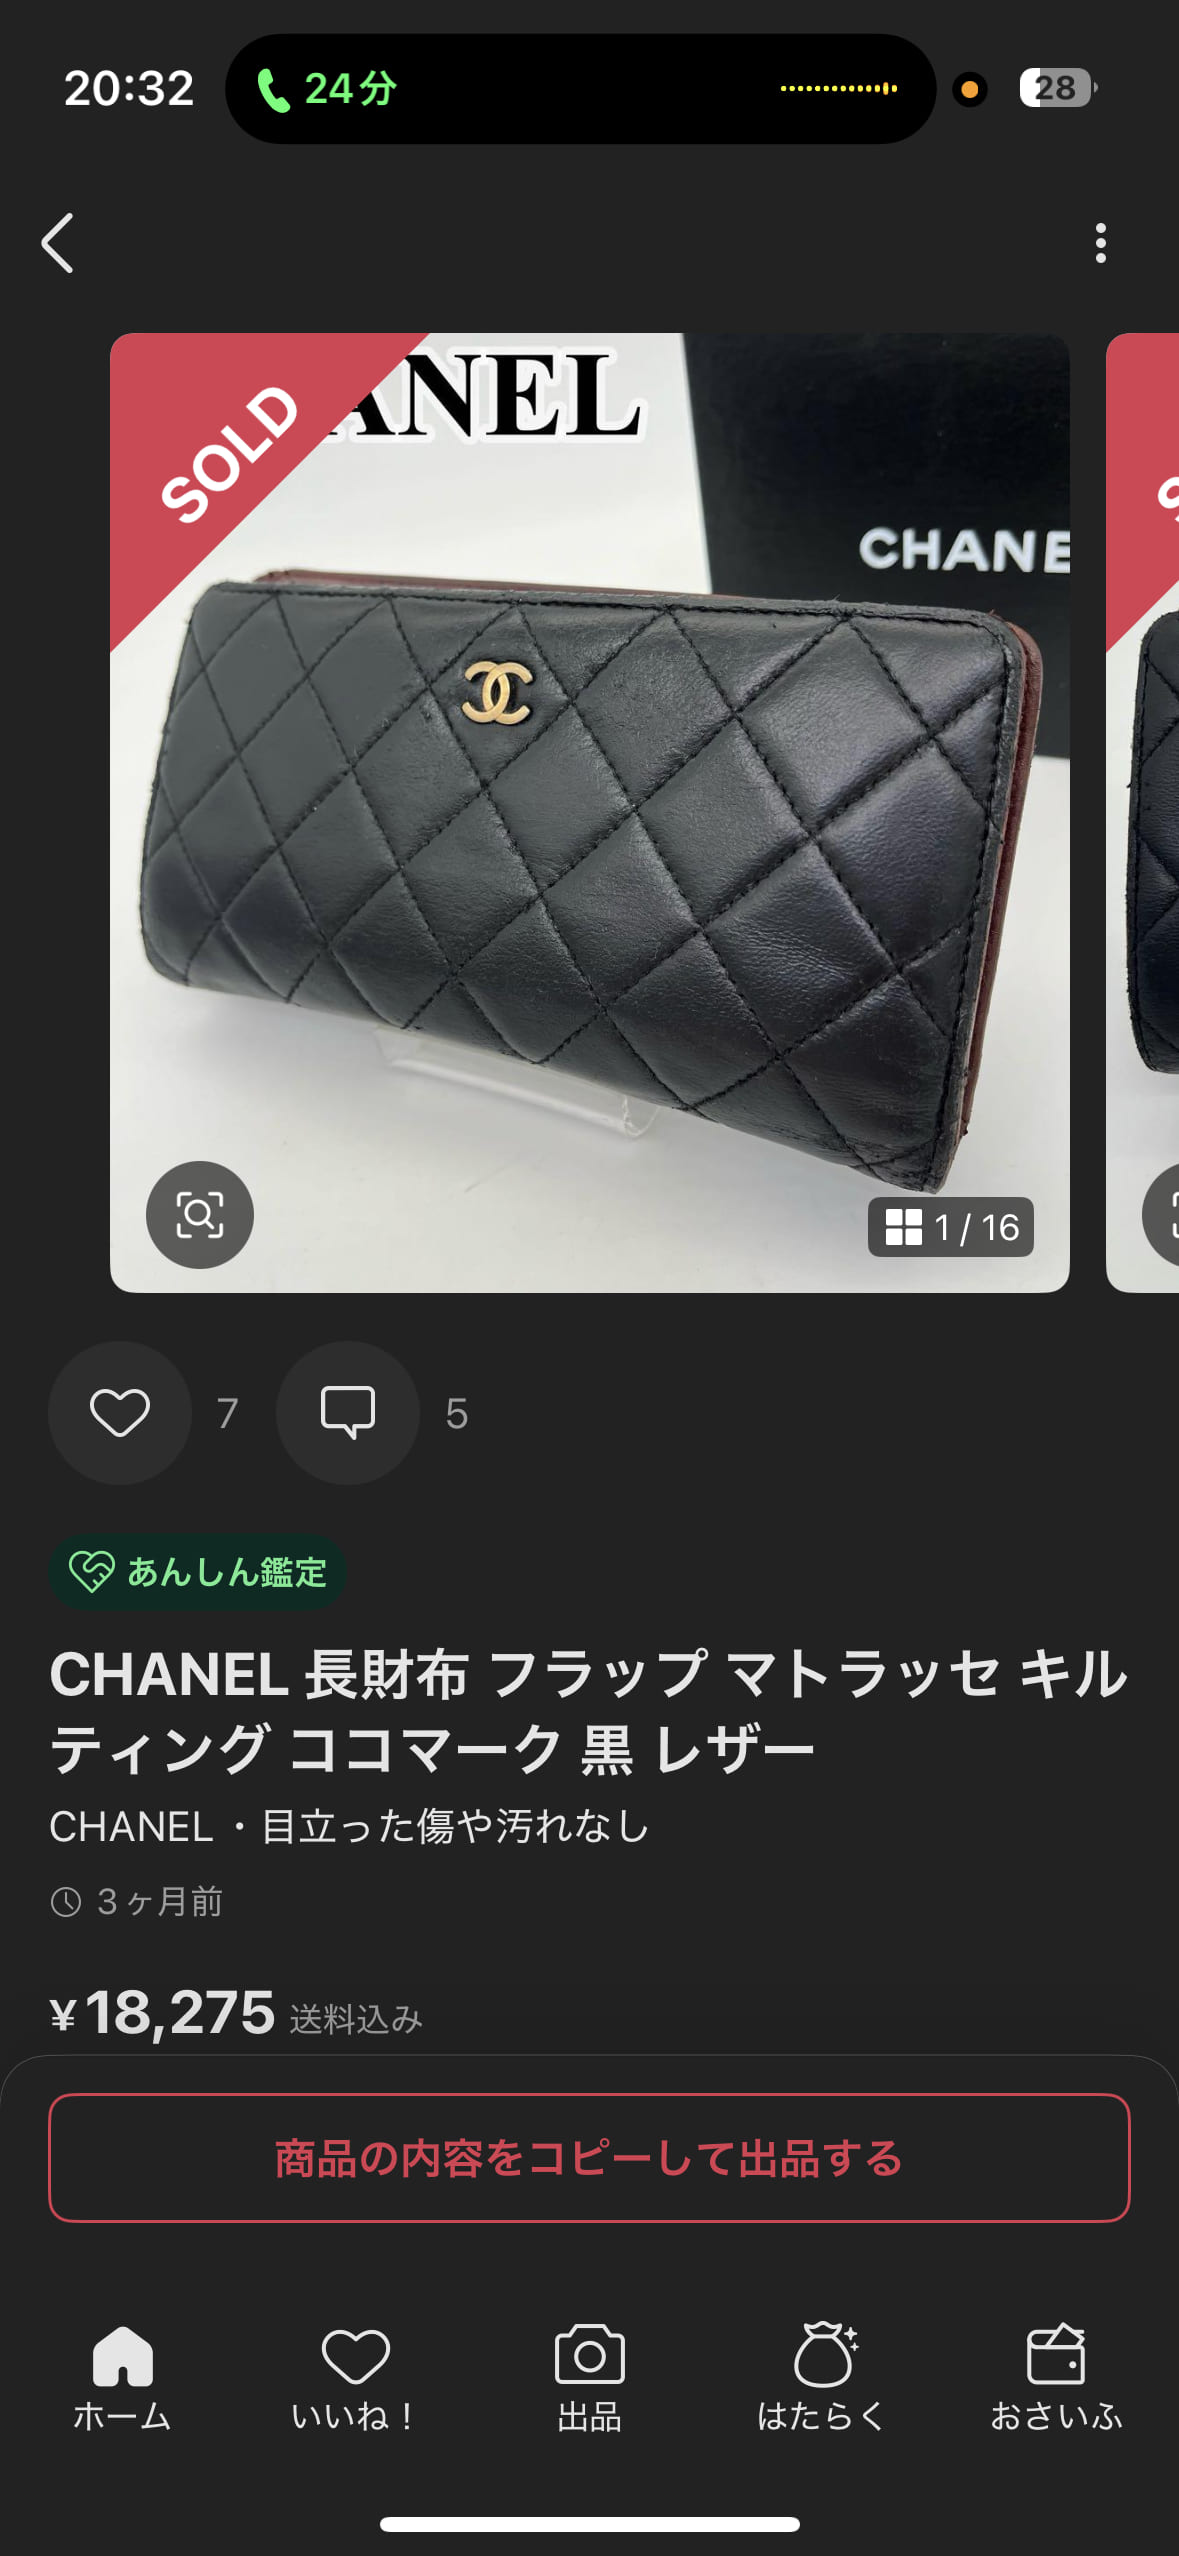 20:32
24分
28
SOLD
ANEL
CHANE
1 / 16
7
5
あんしん鑑定
CHANEL 長財布 フラップ マトラッセ キル
ティング ココマーク 黒 レザー
CHANEL・目立った傷や汚れなし
3ヶ月前
¥18,275 送料込み
商品の内容をコピーして出品する
ホーム
いいね！
出品
はたらく
おさいふ